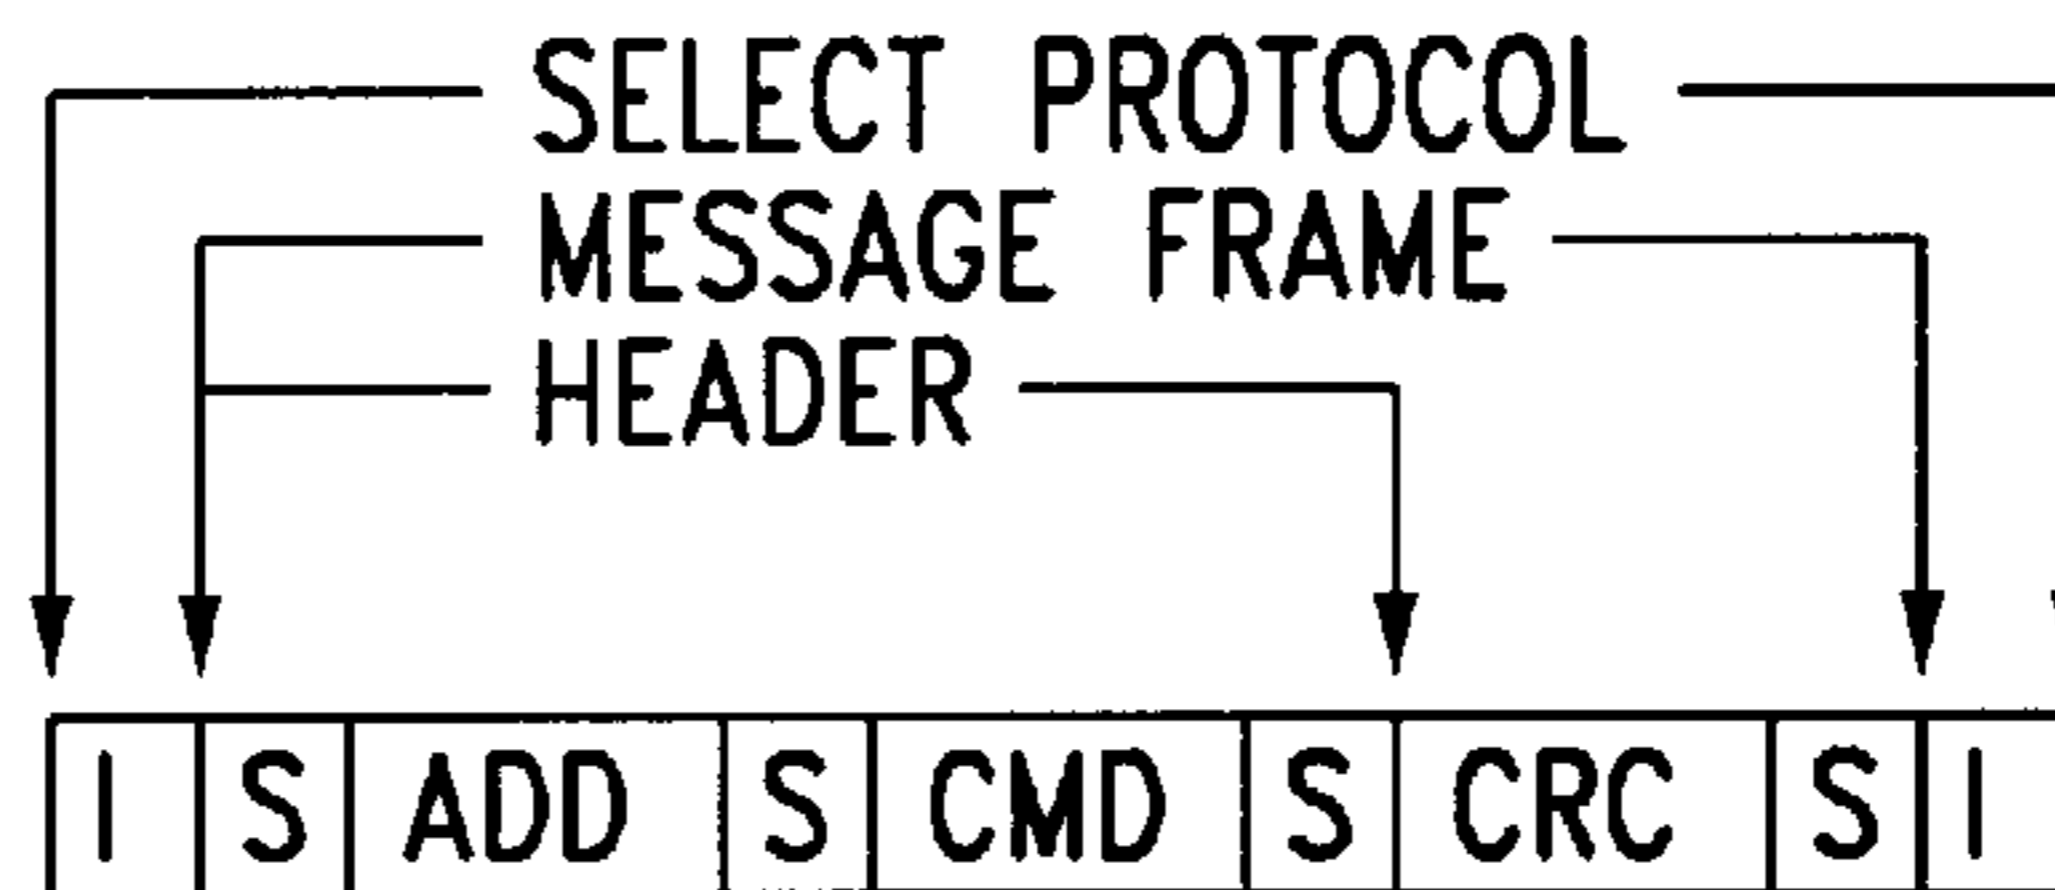 SELECT PROTOCOL
MESSAGE FRAME
HEADER
I S ADD S CMD S CRC S I